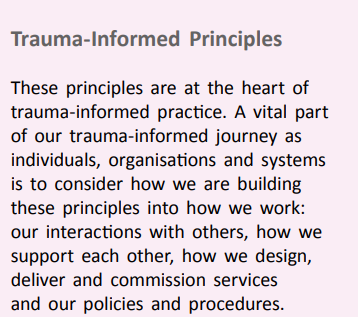 Trauma-Informed Principles
These principles are at the heart of
trauma-informed practice. A vital part
of our trauma-informed journey as
individuals, organisations and systems
is to consider how we are building
these principles into how we work:
our interactions with others, how we
support each other, how we design,
deliver and commission services
and our policies and procedures.